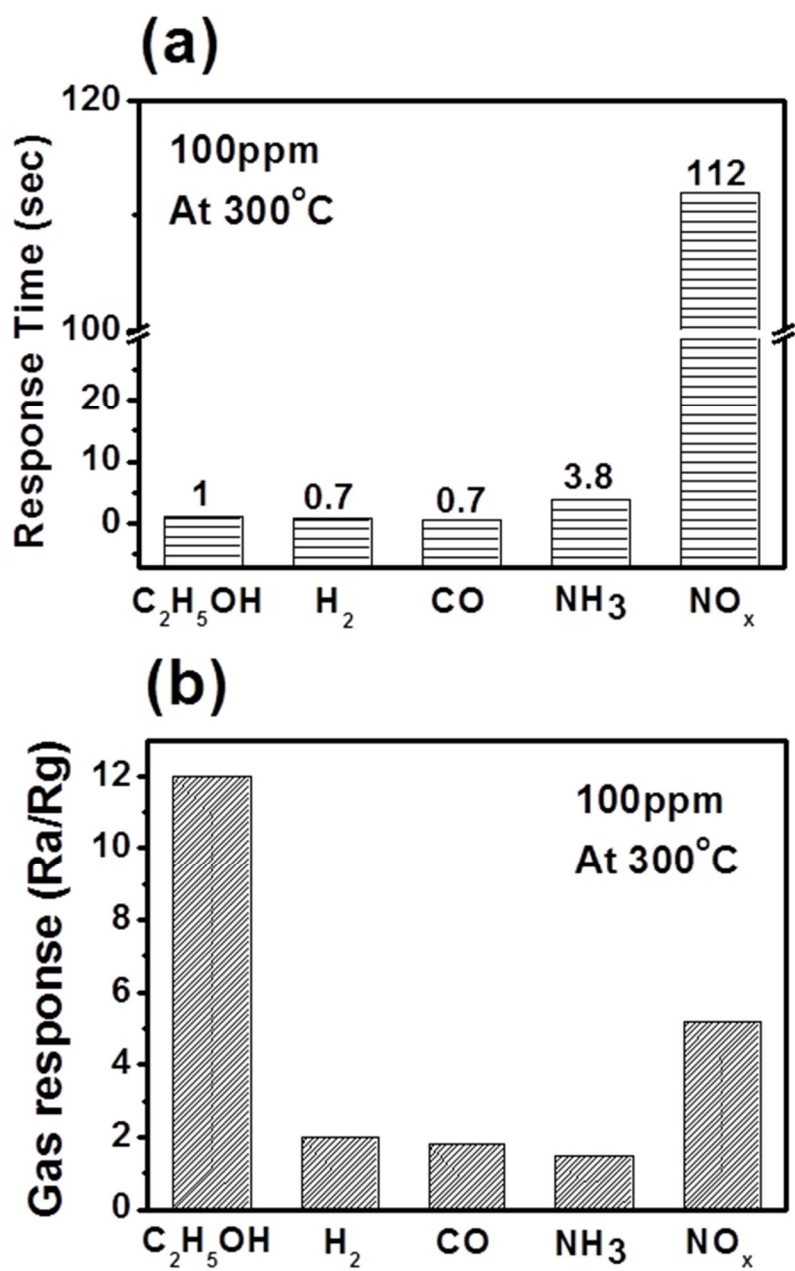 (a)
Response Time (sec)
120
100
20
10
0
100ppm
At 300°C
1
0.7
0.7
3.8
112
C₂H₅OH
H₂
CO
NH₃
NOₓ
(b)
Gas response (Ra/Rg)
12
10
8
6
4
2
0
100ppm
At 300°C
C₂H₅OH
H₂
CO
NH₃
NOₓ